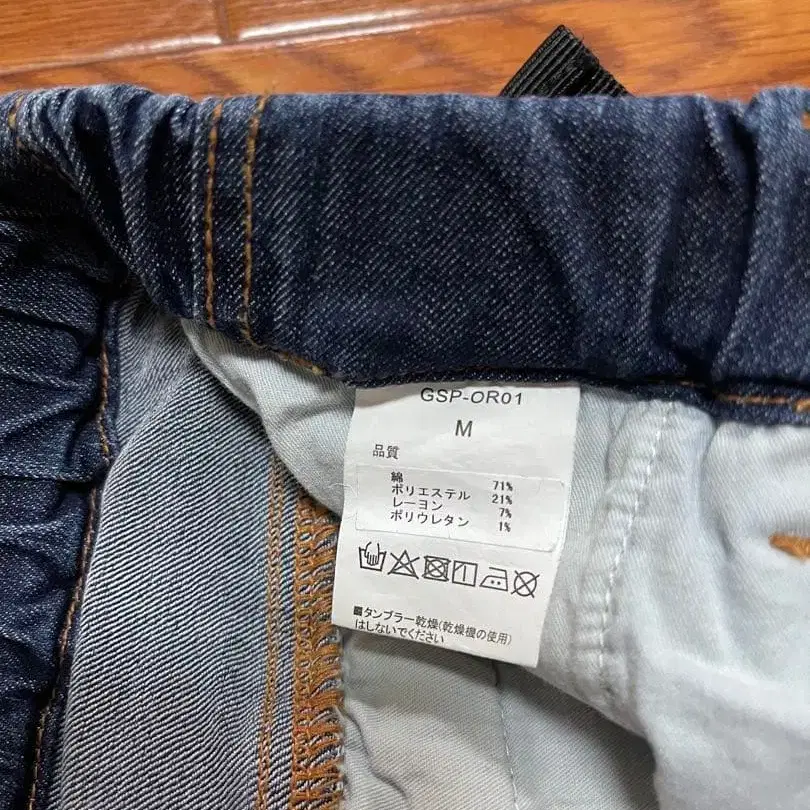 GSP-OR01
M
品質
綿 71%
ポリエステル 21%
レーヨン 7%
ポリウレタン 1%
■タンブラー乾燥(乾燥機の使用)
はしないでください